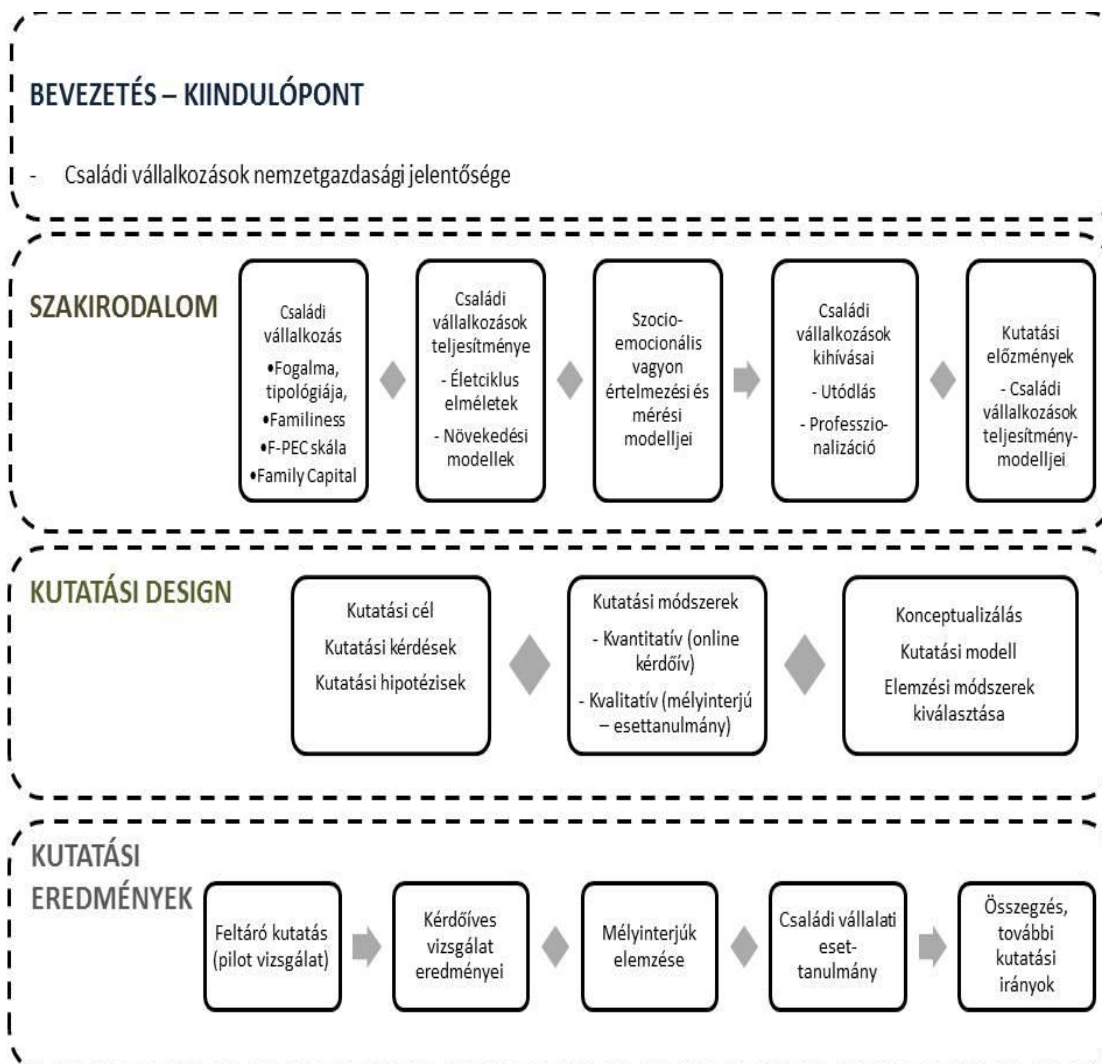 BEVEZETÉS – KIINDULÓPONT
- Családi vállalkozások nemzetgazdasági jelentősége
SZAKIRODALOM
Családi
vállalkozás
•Fogalma,
tipológiája,
•Familiness
•F-PEC skála
•Family Capital
Családi
vállalkozások
teljesítménye
- Életciklus
elméletek
- Növekedési
modellek
Szocio-
emocionális
vagyon
értelmezési és
mérési
modelljei
Családi
vállalkozások
kihívásai
- Utódlás
- Professzio-
nalizáció
Kutatási
előzmények
- Családi
vállalkozások
teljesítmény-
modelljei
KUTATÁSI DESIGN
Kutatási cél
Kutatási kérdések
Kutatási hipotézisek
Kutatási módszerek
- Kvantitatív (online
kérdőív)
- Kvalitatív (mélyinterjú
– esettanulmány)
Konceptualizálás
Kutatási modell
Elemzési módszerek
kiválasztása
KUTATÁSI
EREDMÉNYEK
Feltáró kutatás
(pilot vizsgálat)
Kérdőíves
vizsgálat
eredményei
Mélyinterjúk
elemzése
Családi vállalati
eset-
tanulmány
Összegzés,
további
kutatási
irányok